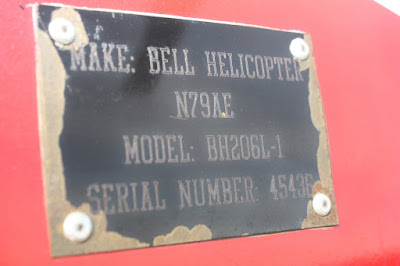 MAKE: BELL HELICOPTER
N79AE
MODEL: BH206L-1
SERIAL NUMBER: 45436